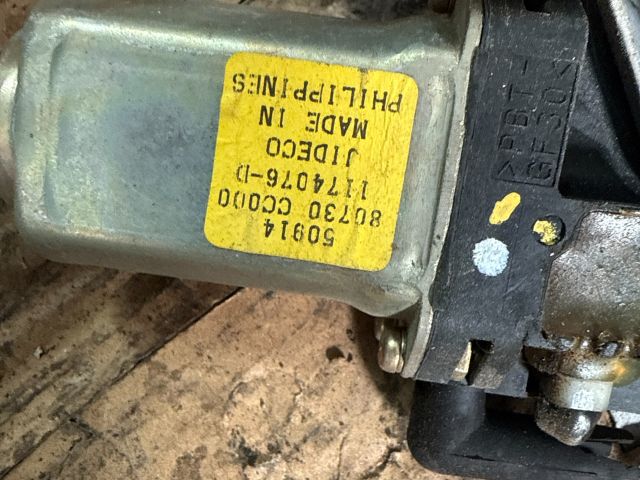 50914
80730 CC000
1174076-D
JIDECO
MADE IN
PHILIPPINES
>PBT-
GF30<